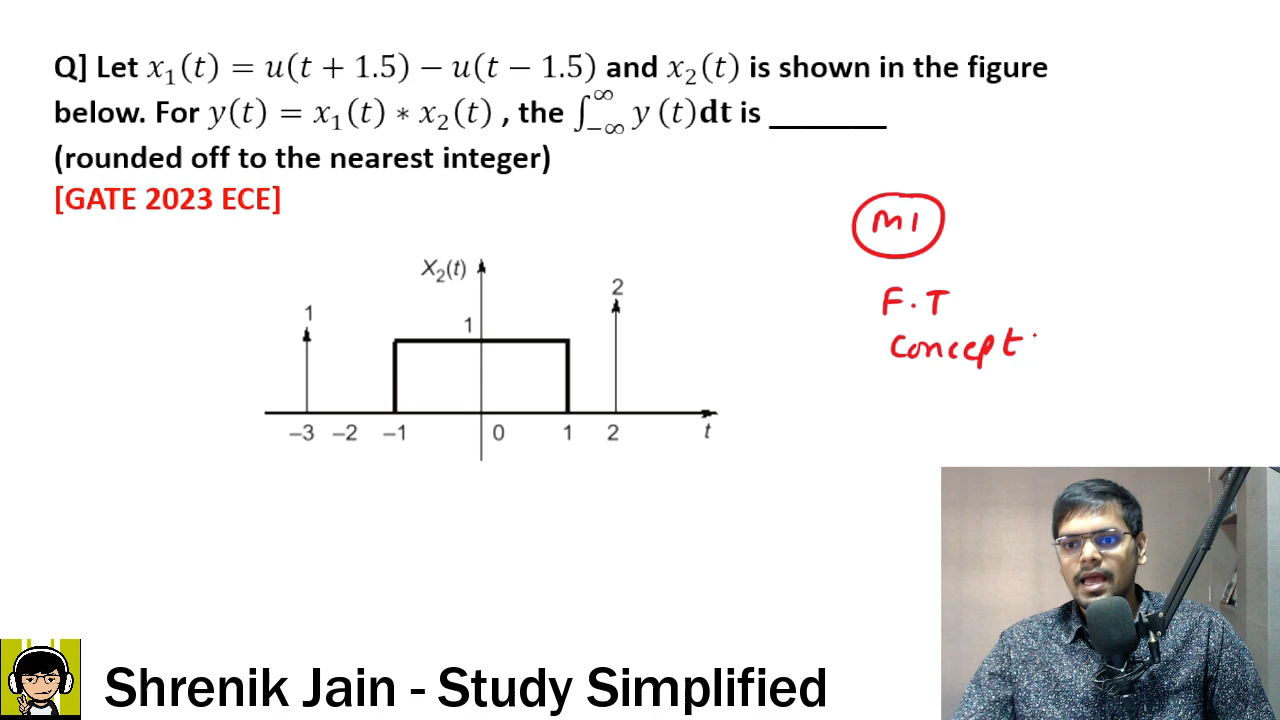 Q] Let x₁(t) = u(t + 1.5) − u(t − 1.5) and x₂(t) is shown in the figure
below. For y(t) = x₁(t) ∗ x₂(t) , the ∫_{−∞}^{∞} y (t)dt is ________
(rounded off to the nearest integer)
[GATE 2023 ECE]
M1
F.T
concept
X₂(t)
1
1
2
–3 –2 –1 0 1 2 t
Shrenik Jain - Study Simplified